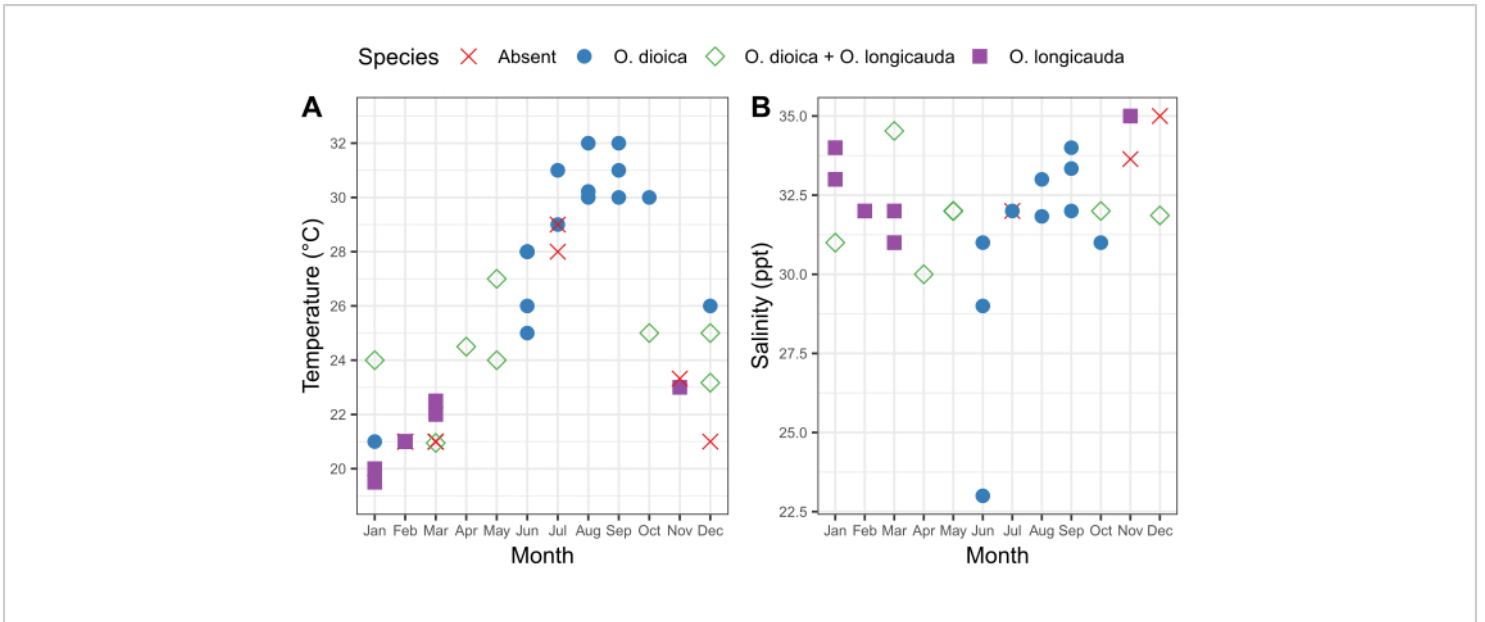 Species Absent O. dioica O. dioica + O. longicauda O. longicauda
A
Temperature (°C)
32
30
28
26
24
22
20
Jan Feb Mar Apr May Jun Jul Aug Sep Oct Nov Dec
Month
B
Salinity (ppt)
35.0
32.5
30.0
27.5
25.0
22.5
Jan Feb Mar Apr May Jun Jul Aug Sep Oct Nov Dec
Month